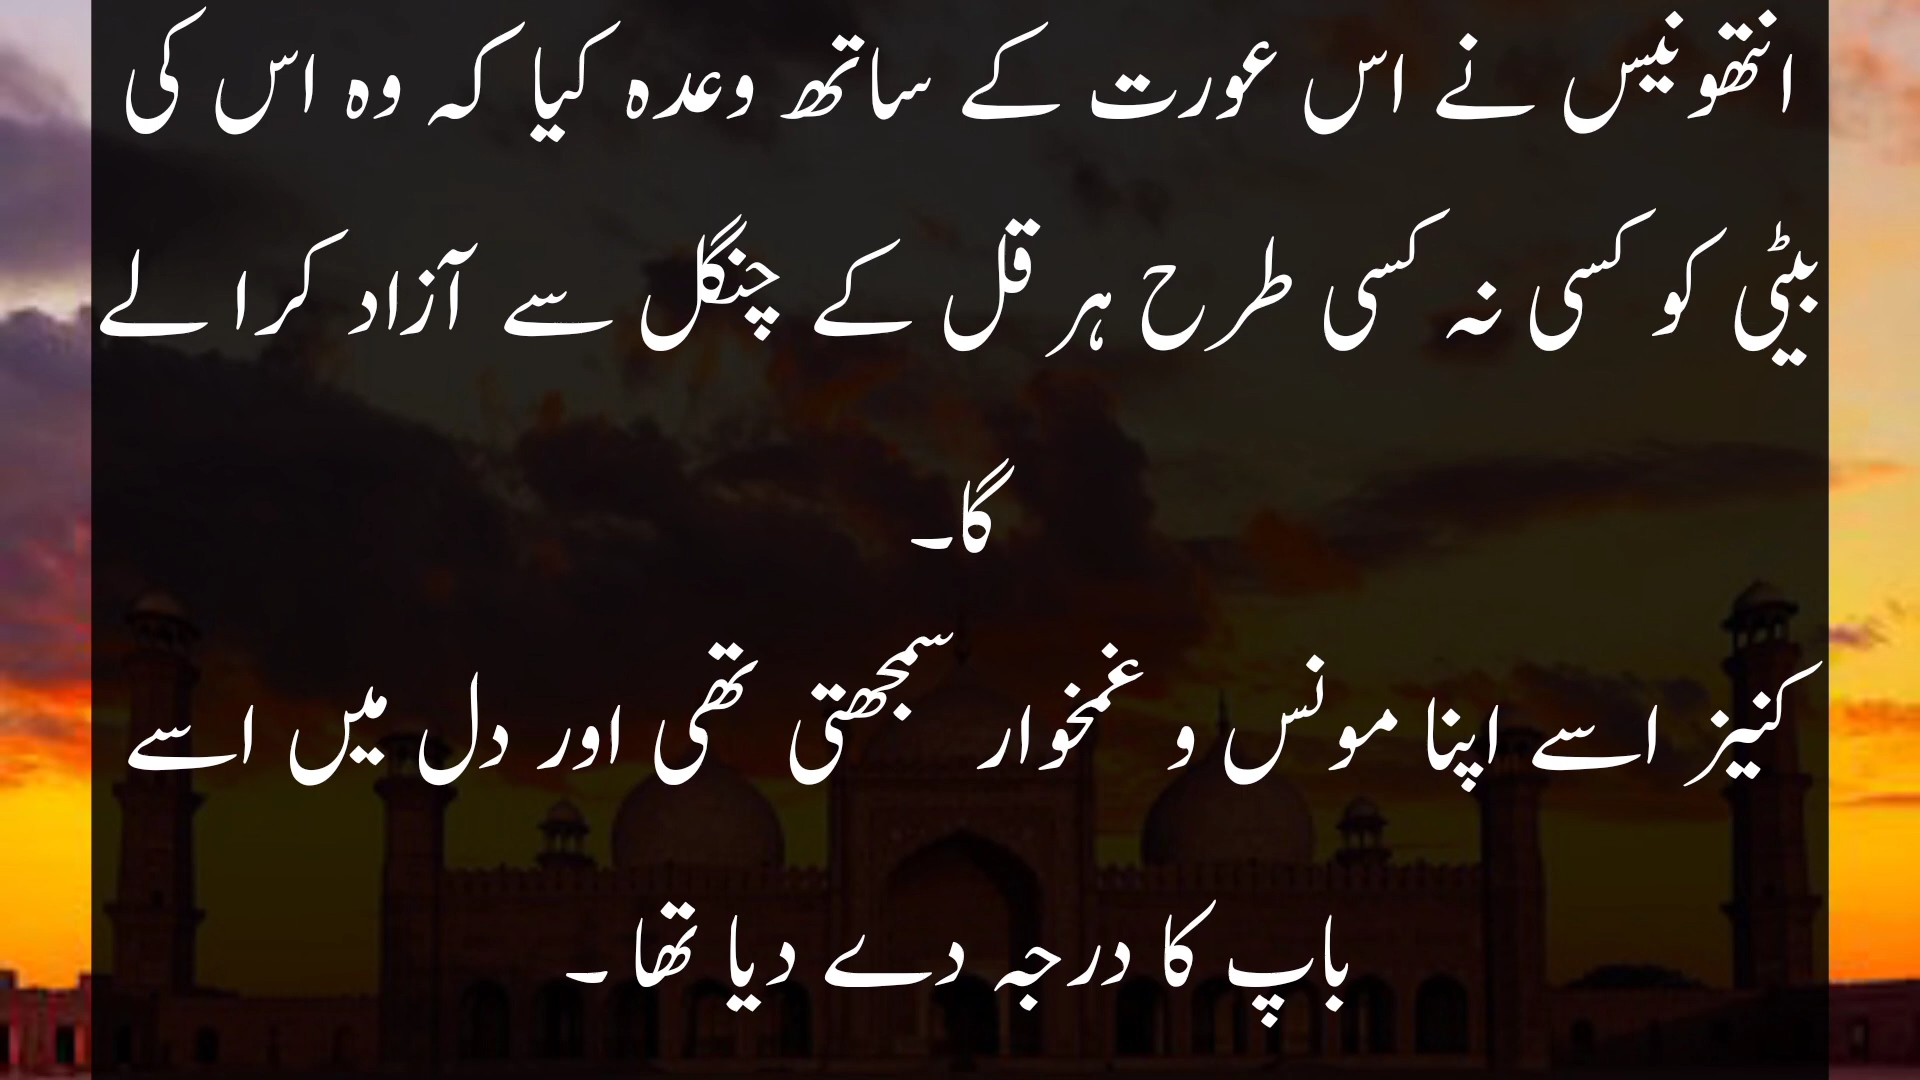 انتھونیس نے اس عورت کے ساتھ وعدہ کیا کہ وہ اس کی
بیٹی کو کسی نہ کسی طرح ہرقل کے چنگل سے آزاد کرا لے
گا۔
کنیز اسے اپنا مونس و غمخوار سمجھتی تھی اور دل میں اسے
باپ کا درجہ دے دیا تھا ۔